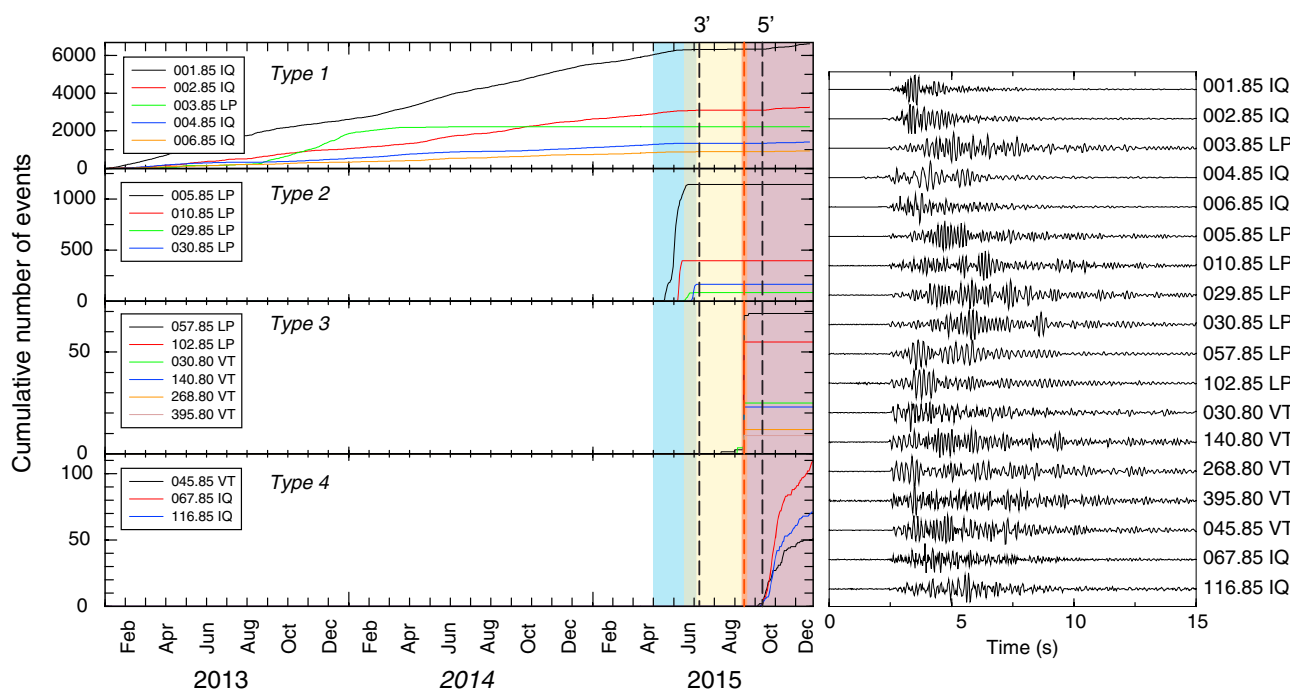 3’ 5’
Cumulative number of events
6000
4000
2000
0
001.85 IQ
002.85 IQ
003.85 LP
004.85 IQ
006.85 IQ
Type 1
1000
500
0
005.85 LP
010.85 LP
029.85 LP
030.85 LP
Type 2
50
0
057.85 LP
102.85 LP
030.80 VT
140.80 VT
268.80 VT
395.80 VT
Type 3
100
50
0
045.85 VT
067.85 IQ
116.85 IQ
Type 4
Feb Apr Jun Aug Oct Dec Feb Apr Jun Aug Oct Dec Feb Apr Jun Aug Oct Dec
2013 2014 2015
001.85 IQ
002.85 IQ
003.85 LP
004.85 IQ
006.85 IQ
005.85 LP
010.85 LP
029.85 LP
030.85 LP
057.85 LP
102.85 LP
030.80 VT
140.80 VT
268.80 VT
395.80 VT
045.85 VT
067.85 IQ
116.85 IQ
0 5 10 15
Time (s)